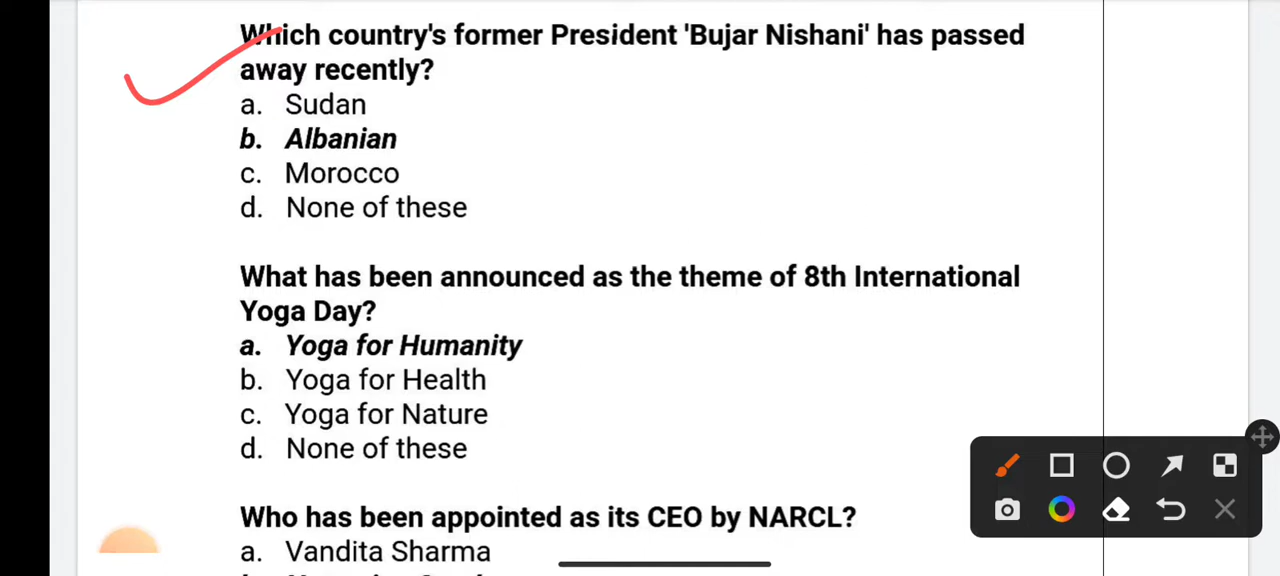 Which country's former President 'Bujar Nishani' has passed
away recently?
a. Sudan
b. Albanian
c. Morocco
d. None of these
What has been announced as the theme of 8th International
Yoga Day?
a. Yoga for Humanity
b. Yoga for Health
c. Yoga for Nature
d. None of these
Who has been appointed as its CEO by NARCL?
a. Vandita Sharma